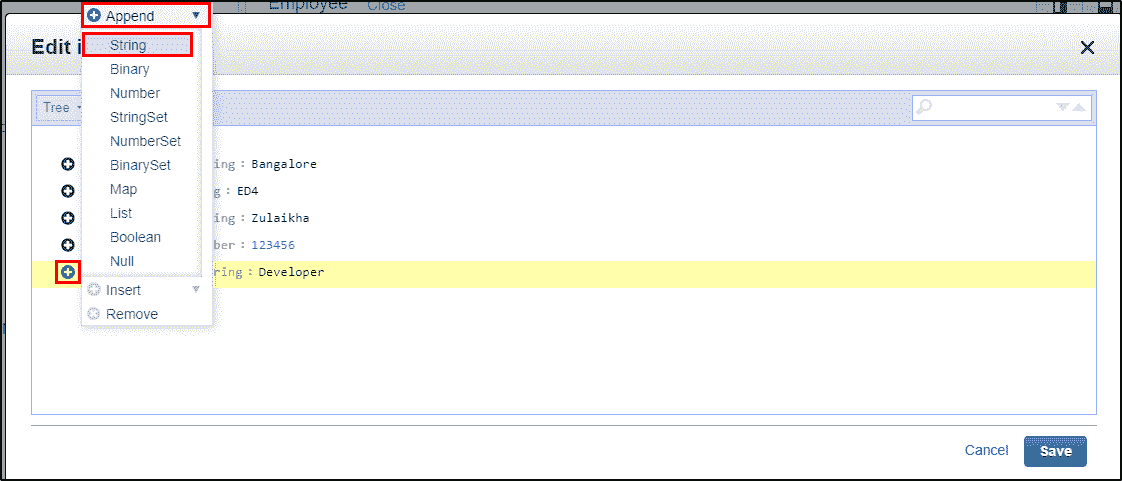 Employee Close
Append
Edit i
String
Binary
Number
StringSet
NumberSet
BinarySet
Map
List
Boolean
Null
Insert
Remove
Tree
ing : Bangalore
g : ED4
ing : Zulaikha
ber : 123456
ring : Developer
Cancel Save